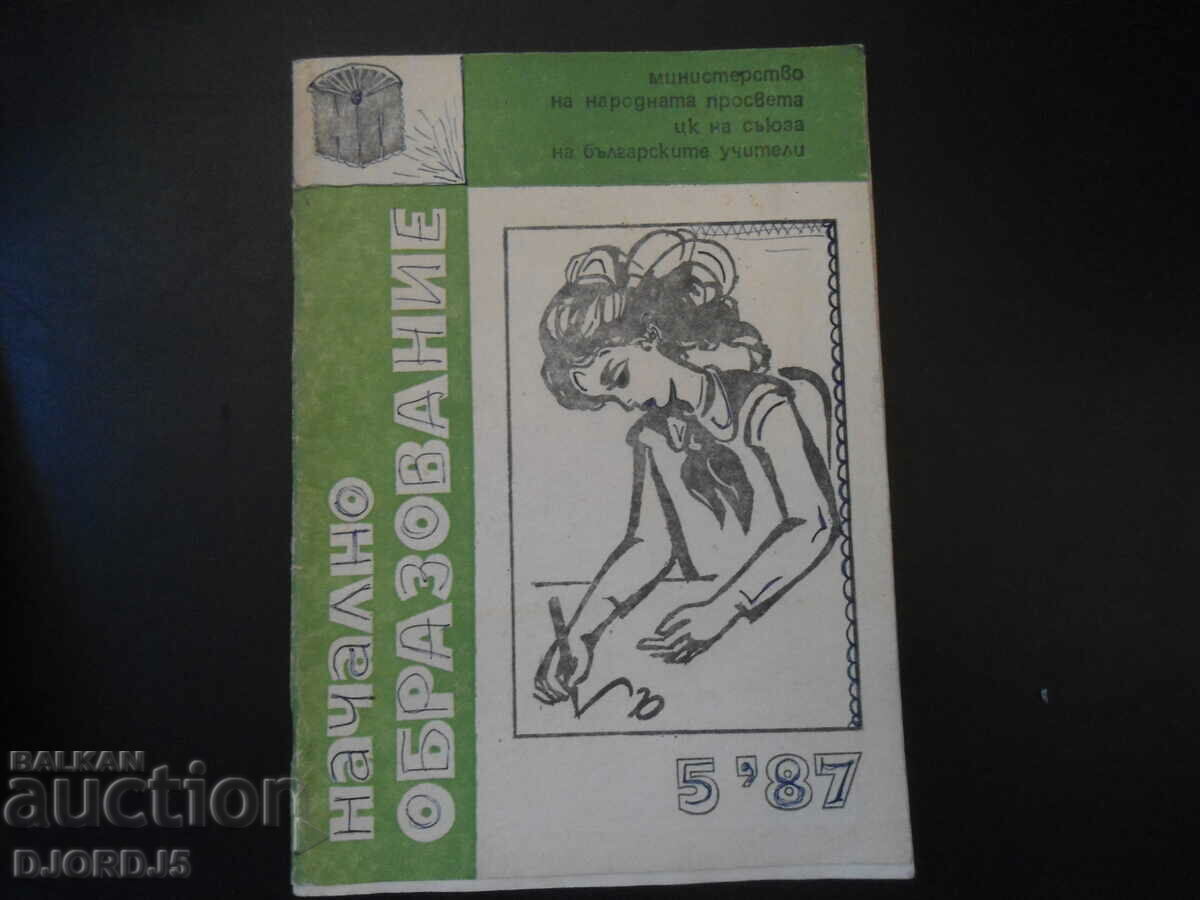 министерство
на народната просвета
цк на съюза
на българските учители
начално
ОБРАЗОВАНИЕ
а
5 '87
BALKAN
auction
DJORDJ5